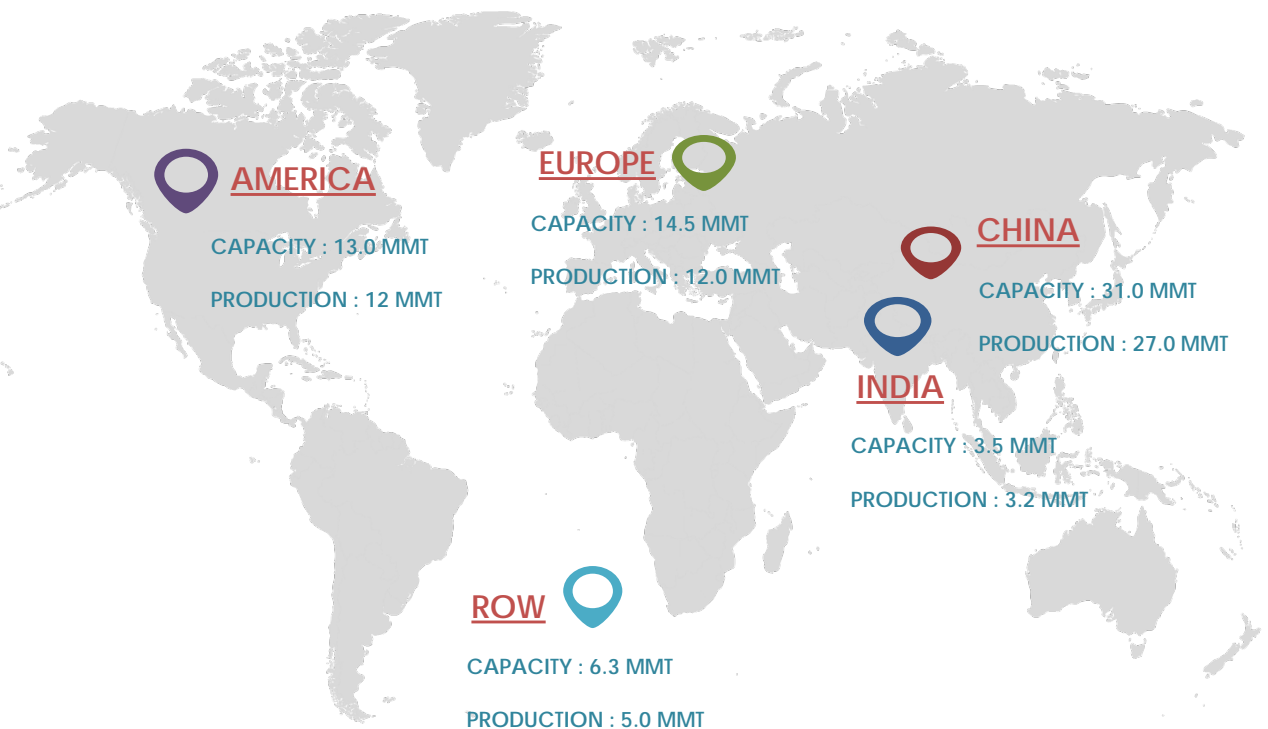 AMERICA
CAPACITY : 13.0 MMT
PRODUCTION : 12 MMT
EUROPE
CAPACITY : 14.5 MMT
PRODUCTION : 12.0 MMT
CHINA
CAPACITY : 31.0 MMT
PRODUCTION : 27.0 MMT
INDIA
CAPACITY : 3.5 MMT
PRODUCTION : 3.2 MMT
ROW
CAPACITY : 6.3 MMT
PRODUCTION : 5.0 MMT